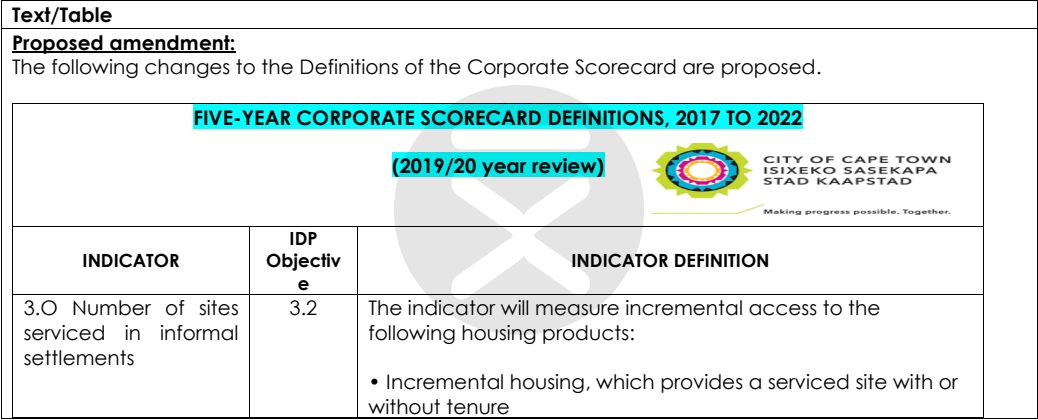 Text/Table
Proposed amendment:
The following changes to the Definitions of the Corporate Scorecard are proposed.
FIVE-YEAR CORPORATE SCORECARD DEFINITIONS, 2017 TO 2022
(2019/20 year review)
CITY OF CAPE TOWN
ISIXEKO SASEKAPA
STAD KAAPSTAD
Making progress possible. Together.
INDICATOR
IDP
Objectiv
e
INDICATOR DEFINITION
3.O Number of sites
serviced in informal
settlements
3.2
The indicator will measure incremental access to the
following housing products:
• Incremental housing, which provides a serviced site with or
without tenure